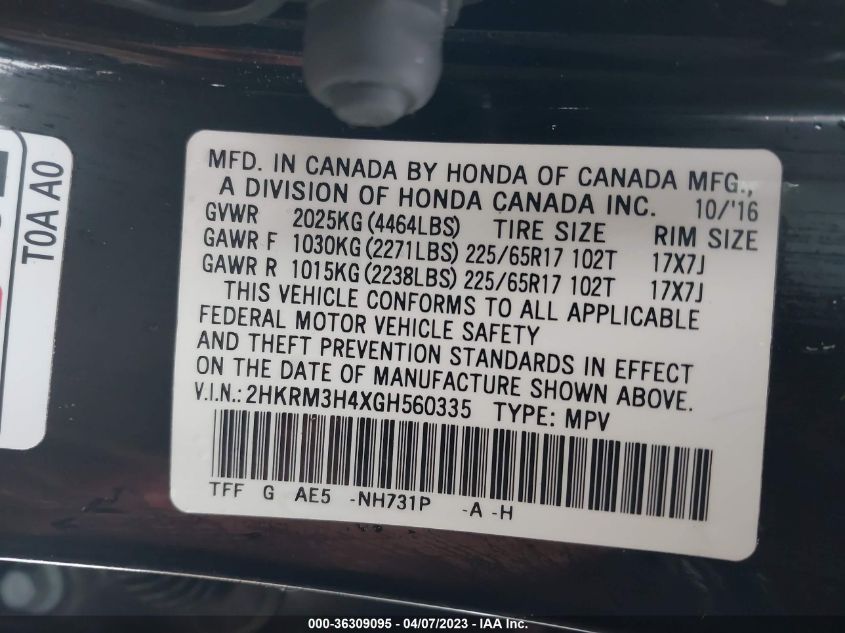 MFD. IN CANADA BY HONDA OF CANADA MFG.,
A DIVISION OF HONDA CANADA INC. 10/'16
GVWR 2025KG (4464LBS) TIRE SIZE RIM SIZE
GAWR F 1030KG (2271LBS) 225/65R17 102T 17X7J
GAWR R 1015KG (2238LBS) 225/65R17 102T 17X7J
THIS VEHICLE CONFORMS TO ALL APPLICABLE
FEDERAL MOTOR VEHICLE SAFETY
AND THEFT PREVENTION STANDARDS IN EFFECT
ON THE DATE OF MANUFACTURE SHOWN ABOVE.
V.I.N.: 2HKRM3H4XGH560335 TYPE: MPV
TFF G AE5 -NH731P -A -H
T0A A0
000-36309095 - 04/07/2023 - IAA Inc.